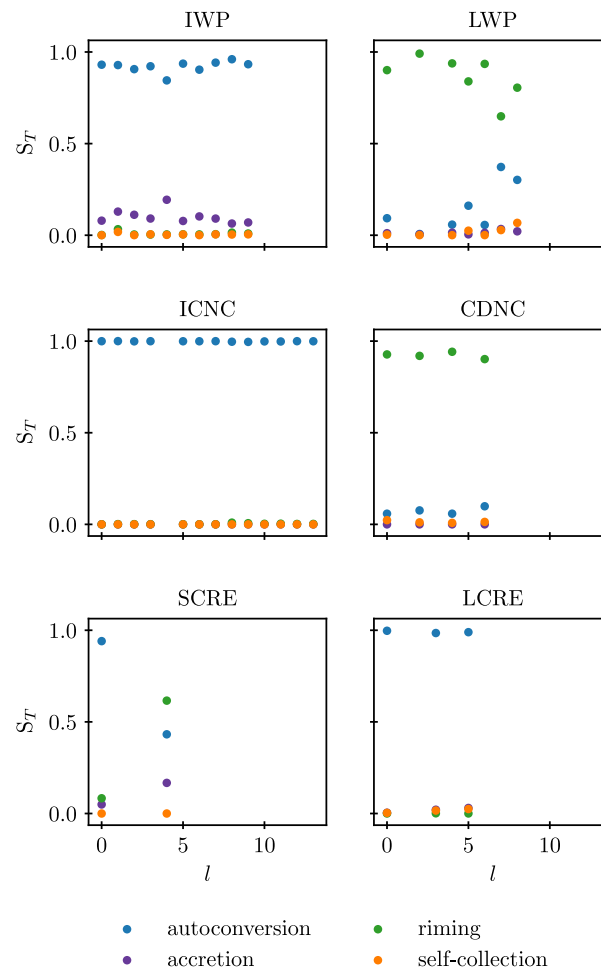 IWP
LWP
1.0
0.5
0.0
S_T
ICNC
CDNC
1.0
0.5
0.0
S_T
SCRE
LCRE
1.0
0.5
0.0
S_T
0 5 10
0 5 10
l
l
autoconversion
riming
accretion
self-collection